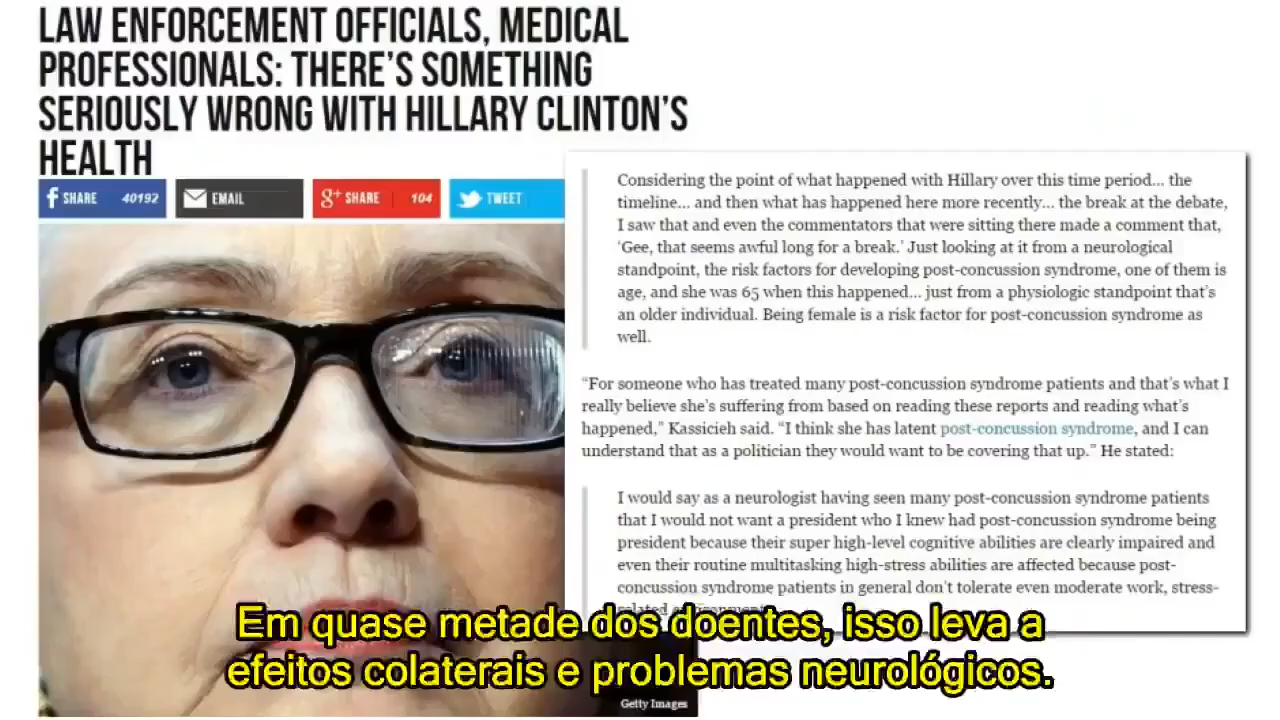 LAW ENFORCEMENT OFFICIALS, MEDICAL
PROFESSIONALS: THERE'S SOMETHING
SERIOUSLY WRONG WITH HILLARY CLINTON'S
HEALTH
f SHARE 40192
EMAIL
g+ SHARE 104
TWEET
Considering the point of what happened with Hillary over this time period… the
timeline… and then what has happened here more recently… the break at the debate,
I saw that and even the commentators that were sitting there made a comment that,
'Gee, that seems awful long for a break.' Just looking at it from a neurological
standpoint, the risk factors for developing post-concussion syndrome, one of them is
age, and she was 65 when this happened… just from a physiologic standpoint that's
an older individual. Being female is a risk factor for post-concussion syndrome as
well.
"For someone who has treated many post-concussion syndrome patients and that's what I
really believe she's suffering from based on reading these reports and reading what's
happened," Kassicieh said. "I think she has latent post-concussion syndrome, and I can
understand that as a politician they would want to be covering that up." He stated:
I would say as a neurologist having seen many post-concussion syndrome patients
that I would not want a president who I knew had post-concussion syndrome being
president because their super high-level cognitive abilities are clearly impaired and
even their routine multitasking high-stress abilities are affected because post-
concussion syndrome patients in general don't tolerate even moderate work, stress-
Em quase metade dos doentes, isso leva a
efeitos colaterais e problemas neurológicos.
Getty Images